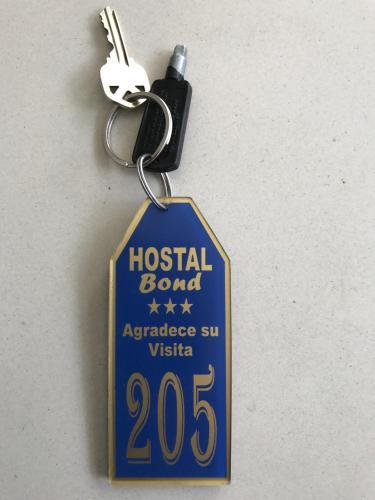 HOSTAL
Bond
Agradece su
Visita
205